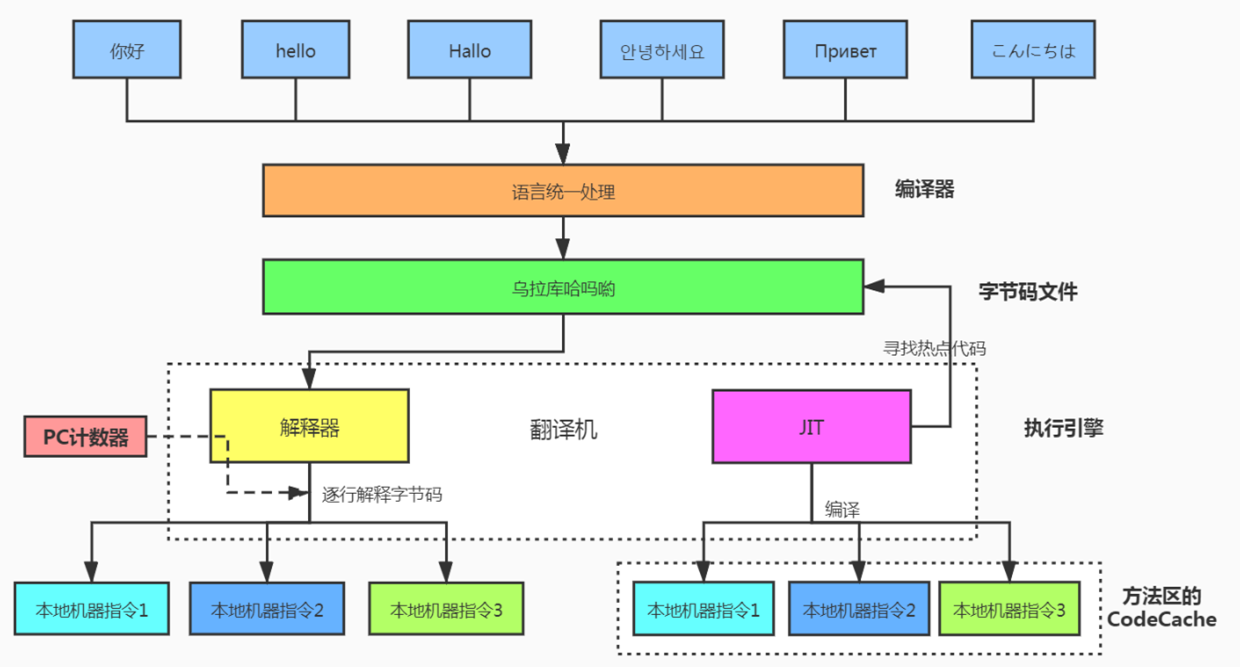 你好
hello
Hallo
안녕하세요
Привет
こんにちは
语言统一处理
编译器
乌拉库哈吗哟
字节码文件
寻找热点代码
解释器
翻译机
JIT
执行引擎
PC计数器
逐行解释字节码
编译
本地机器指令1
本地机器指令2
本地机器指令3
本地机器指令1
本地机器指令2
本地机器指令3
方法区的
CodeCache